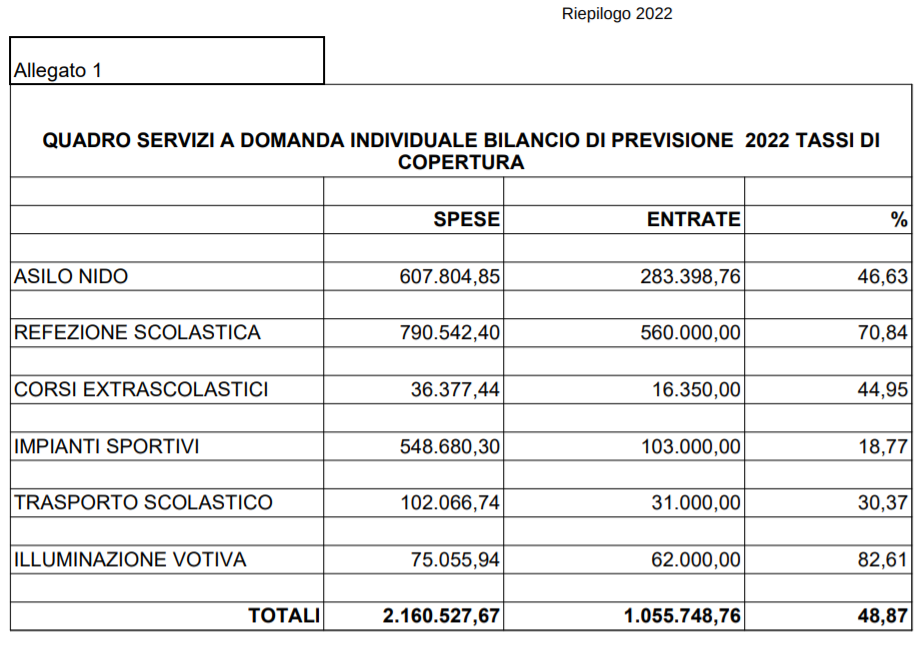 Riepilogo 2022
Allegato 1
QUADRO SERVIZI A DOMANDA INDIVIDUALE BILANCIO DI PREVISIONE 2022 TASSI DI
COPERTURA
SPESE ENTRATE %
ASILO NIDO 607.804,85 283.398,76 46,63
REFEZIONE SCOLASTICA 790.542,40 560.000,00 70,84
CORSI EXTRASCOLASTICI 36.377,44 16.350,00 44,95
IMPIANTI SPORTIVI 548.680,30 103.000,00 18,77
TRASPORTO SCOLASTICO 102.066,74 31.000,00 30,37
ILLUMINAZIONE VOTIVA 75.055,94 62.000,00 82,61
TOTALI 2.160.527,67 1.055.748,76 48,87